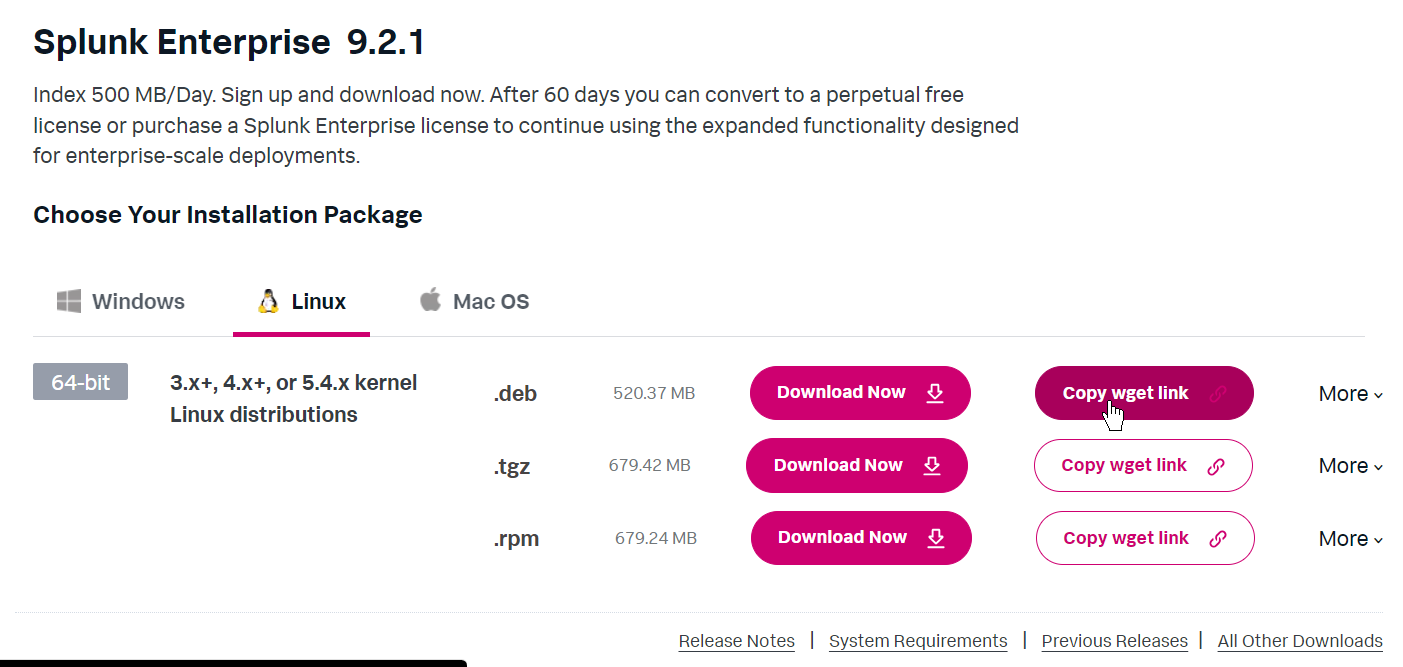 Splunk Enterprise 9.2.1
Index 500 MB/Day. Sign up and download now. After 60 days you can convert to a perpetual free
license or purchase a Splunk Enterprise license to continue using the expanded functionality designed
for enterprise-scale deployments.
Choose Your Installation Package
Windows Linux Mac OS
64-bit 3.x+, 4.x+, or 5.4.x kernel
Linux distributions
.deb 520.37 MB Download Now Copy wget link More
.tgz 679.42 MB Download Now Copy wget link More
.rpm 679.24 MB Download Now Copy wget link More
Release Notes | System Requirements | Previous Releases | All Other Downloads